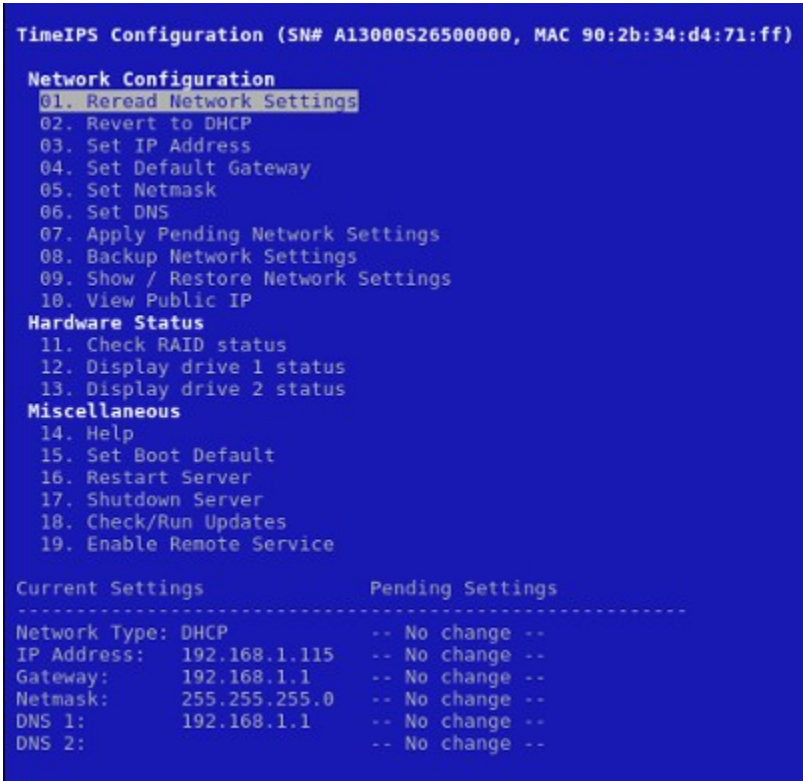 TimeIPS Configuration (SN# A13000S26500000, MAC 90:2b:34:d4:71:ff)
Network Configuration
01. Reread Network Settings
02. Revert to DHCP
03. Set IP Address
04. Set Default Gateway
05. Set Netmask
06. Set DNS
07. Apply Pending Network Settings
08. Backup Network Settings
09. Show / Restore Network Settings
10. View Public IP
Hardware Status
11. Check RAID status
12. Display drive 1 status
13. Display drive 2 status
Miscellaneous
14. Help
15. Set Boot Default
16. Restart Server
17. Shutdown Server
18. Check/Run Updates
19. Enable Remote Service
Current Settings Pending Settings
---------------------------------------------------------
Network Type: DHCP -- No change --
IP Address: 192.168.1.115 -- No change --
Gateway: 192.168.1.1 -- No change --
Netmask: 255.255.255.0 -- No change --
DNS 1: 192.168.1.1 -- No change --
DNS 2: -- No change --